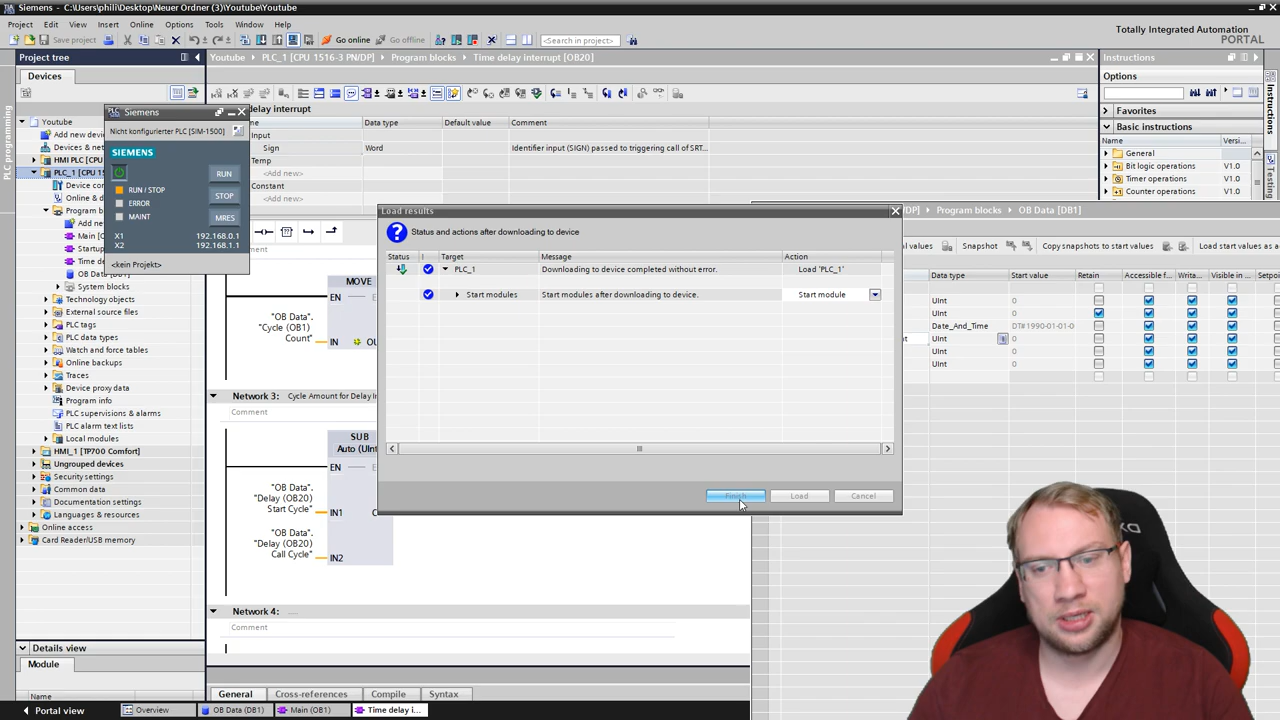 Siemens - C:\Users\phili\Desktop\Neuer Ordner (3)\Youtube\Youtube
Project Edit View Insert Online Options Tools Window Help
Totally Integrated Automation
PORTAL
Save project
Go online
Go offline
<Search in project>
Project tree
Youtube
PLC_1 [CPU 1516-3 PN/DP]
Program blocks
Time delay interrupt [OB20]
Instructions
Options
Devices
PLC programming
Instructions
Testing
Favorites
Basic instructions
Name
Versi...
General
Bit logic operations V1.0
Timer operations V1.0
Counter operations V1.0
Youtube
Add new devi
Devices & netw
HMI PLC [CPU
PLC_1 [CPU 15
Device con
Online & d
Program b
Add ne
Main [
Startup
Time de
OB Data [DB1]
System blocks
Technology objects
External source files
PLC tags
PLC data types
Watch and force tables
Online backups
Traces
Device proxy data
Program info
PLC supervisions & alarms
PLC alarm text lists
Local modules
HMI_1 [TP700 Comfort]
Ungrouped devices
Security settings
Common data
Documentation settings
Languages & resources
Online access
Card Reader/USB memory
Details view
Module
Name
Siemens
Nicht konfigurierter PLC [SIM-1500]
SIEMENS
RUN
RUN / STOP
STOP
ERROR
MAINT
MRES
X1 192.168.0.1
X2 192.168.1.1
<kein Projekt>
delay interrupt
Data type
Default value
Comment
Input
Sign
Word
Identifier input (SIGN) passed to triggering call of SRT...
Temp
<Add new>
Constant
<Add new>
MOVE
EN
"OB Data".
"Cycle (OB1)
Count"
IN
Network 3: Cycle Amount for Delay In
Comment
SUB
Auto (UInt
EN
"OB Data".
"Delay (OB20)
Start Cycle"
IN1
"OB Data".
"Delay (OB20)
Call Cycle"
IN2
Network 4:
Comment
General
Cross-references
Compile
Syntax
Load results
Status and actions after downloading to device
Status
!
Target
Message
Action
PLC_1
Downloading to device completed without error.
Load 'PLC_1'
Start modules
Start modules after downloading to device.
Start module
Finish
Load
Cancel
/DP]
Program blocks
OB Data [DB1]
ual values
Snapshot
Copy snapshots to start values
Load start values as a
Data type
Start value
Retain
Accessible f...
Writa...
Visible in ...
Setpoi
UInt 0
UInt 0
Date_And_Time DT#1990-01-01-0
UInt 0
UInt 0
UInt 0
Portal view
Overview
OB Data (DB1)
Main (OB1)
Time delay i...